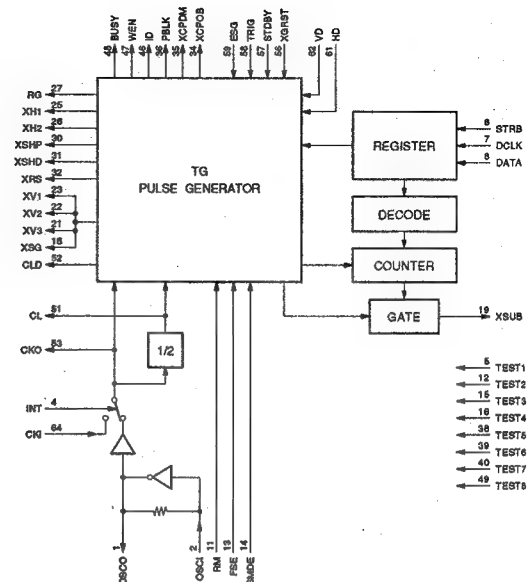 48 BUSY
47 WEN
46 ID
36 PBLK
35 XCPDM
34 XCPOB
59 ESG
58 TRIG
57 STDBY
56 XGRST
62 VD
61 HD
RG 27
XH1 25
XH2 26
XSHP 30
XSHD 31
XRS 32
XV1 23
XV2 22
XV3 21
XSG 18
CLD 52
TG
PULSE GENERATOR
REGISTER
6 STRB
7 DCLK
8 DATA
DECODE
COUNTER
GATE
19 XSUB
CL 51
1/2
CKO 53
INT 4
CKI 64
5 TEST1
12 TEST2
15 TEST3
16 TEST4
38 TEST5
39 TEST6
40 TEST7
49 TEST8
1 OSCO
2 OSCI
11 RM
13 FSE
14 SMDE